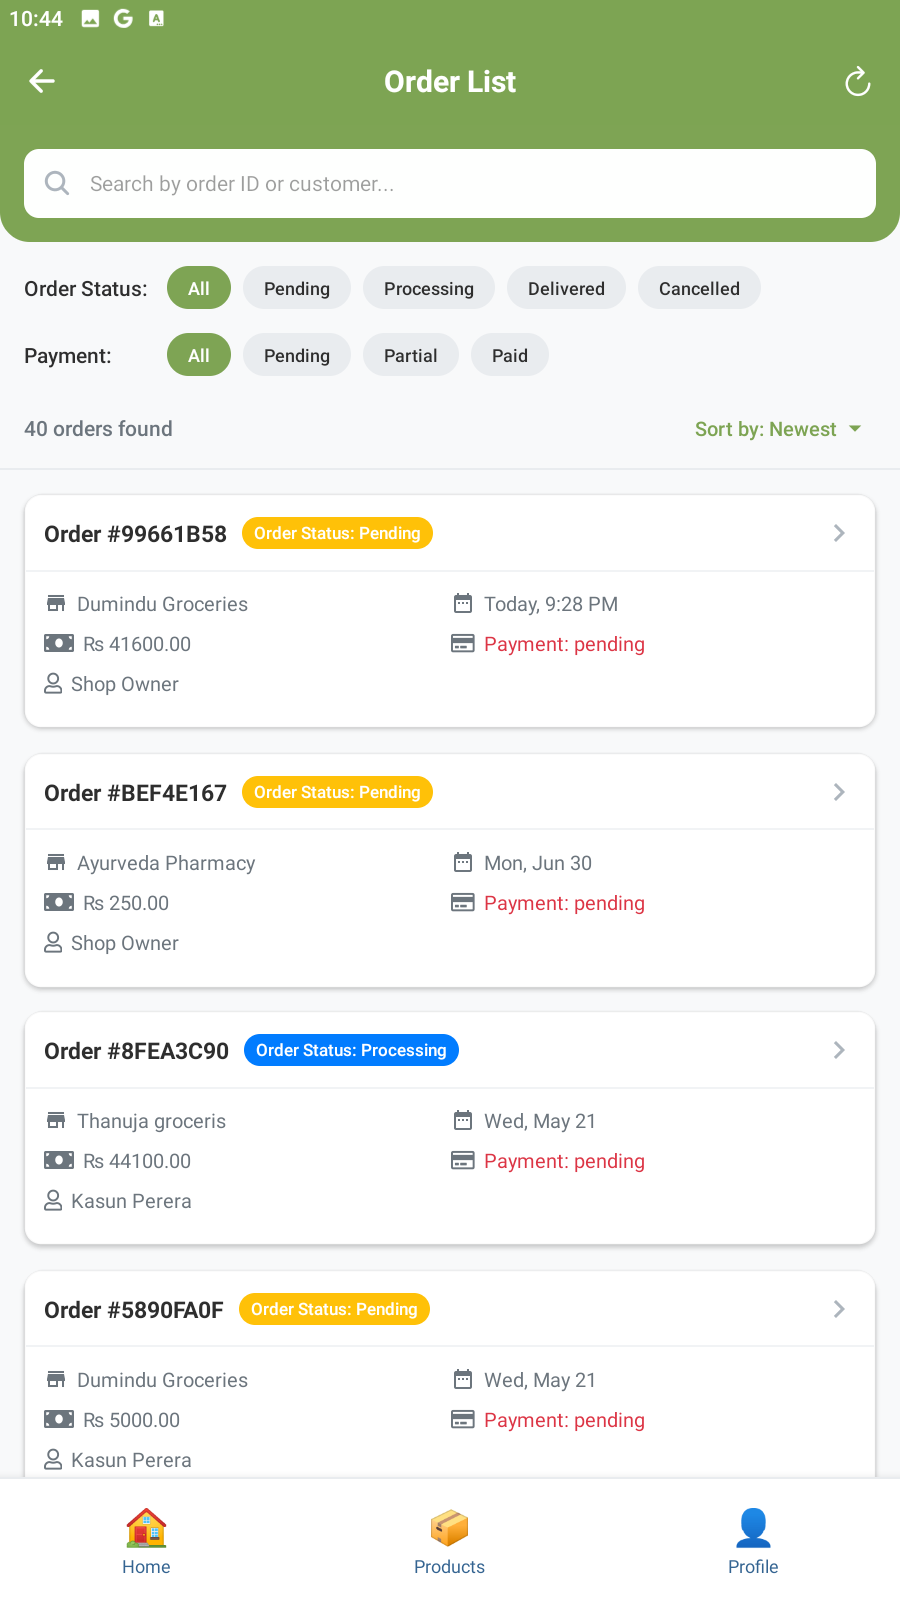 10:44
Order List
Search by order ID or customer...
Order Status: All Pending Processing Delivered Cancelled
Payment: All Pending Partial Paid
40 orders found Sort by: Newest
Order #99661B58 Order Status: Pending
Dumindu Groceries Today, 9:28 PM
Rs 41600.00 Payment: pending
Shop Owner
Order #BEF4E167 Order Status: Pending
Ayurveda Pharmacy Mon, Jun 30
Rs 250.00 Payment: pending
Shop Owner
Order #8FEA3C90 Order Status: Processing
Thanuja groceris Wed, May 21
Rs 44100.00 Payment: pending
Kasun Perera
Order #5890FA0F Order Status: Pending
Dumindu Groceries Wed, May 21
Rs 5000.00 Payment: pending
Kasun Perera
Home Products Profile